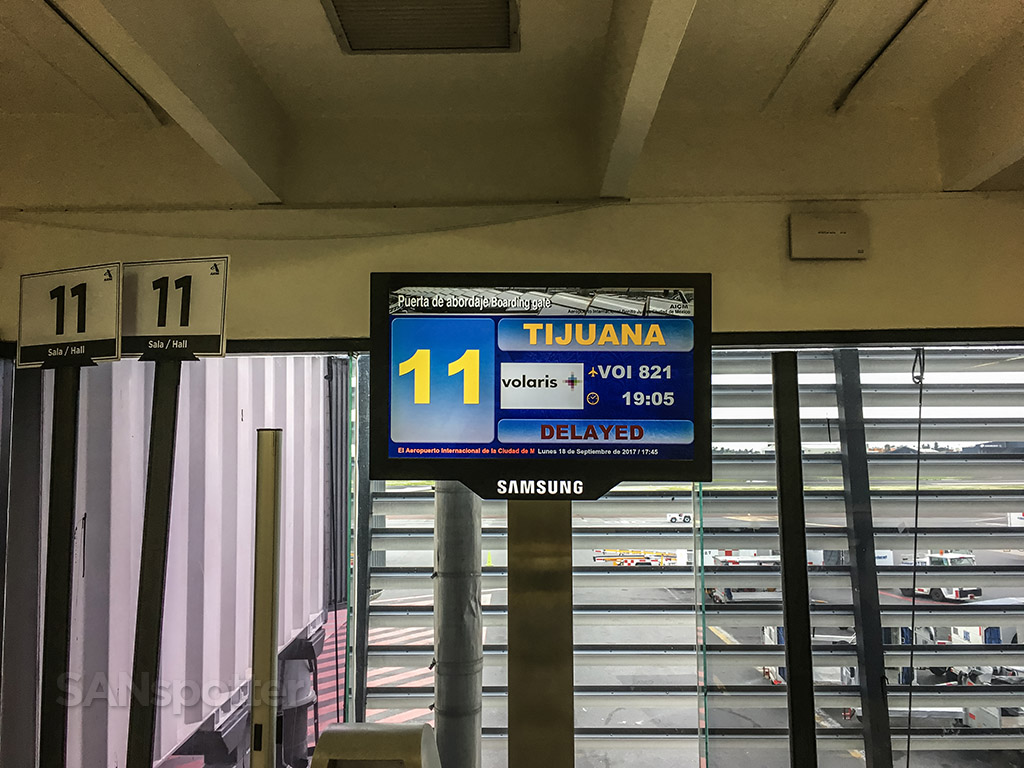 11
Sala / Hall
11
Sala / Hall
Puerta de abordaje/Boarding gate
AICM
11
TIJUANA
volaris
VOI 821
19:05
DELAYED
El Aeropuerto Internacional de la Ciudad de M Lunes 18 de Septiembre de 2017 / 17:45
SAMSUNG
SANspotter